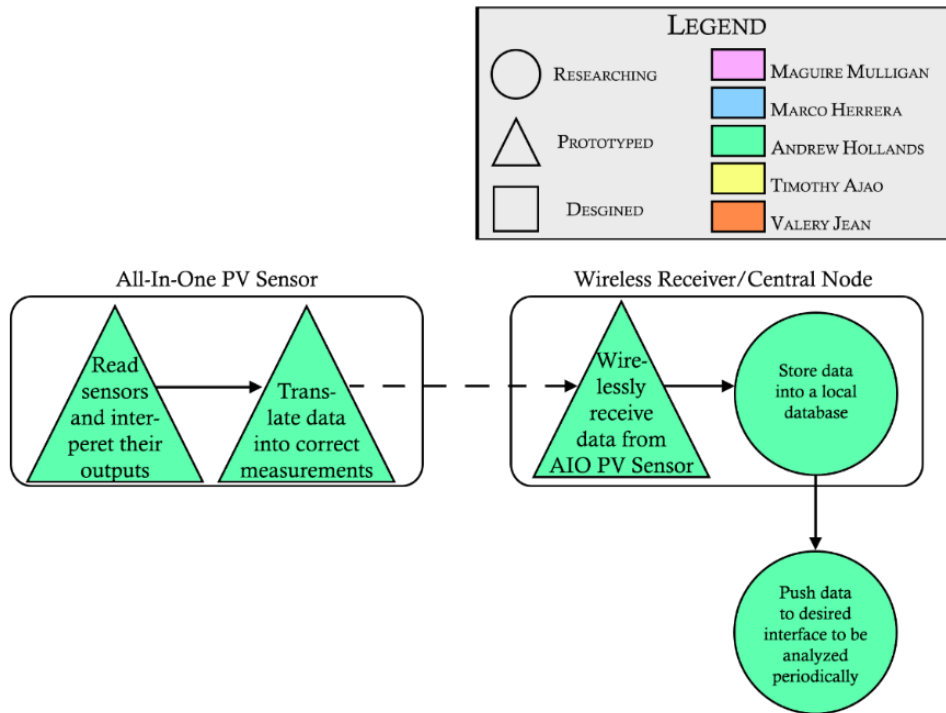 LEGEND
RESEARCHING
PROTOTYPED
DESGINED
MAGUIRE MULLIGAN
MARCO HERRERA
ANDREW HOLLANDS
TIMOTHY AJAO
VALERY JEAN
All-In-One PV Sensor
Read
sensors
and inter-
peret their
outputs
Trans-
late data
into correct
measurements
Wireless Receiver/Central Node
Wire-
lessly
receive
data from
AIO PV Sensor
Store data
into a local
database
Push data
to desired
interface to be
analyzed
periodically